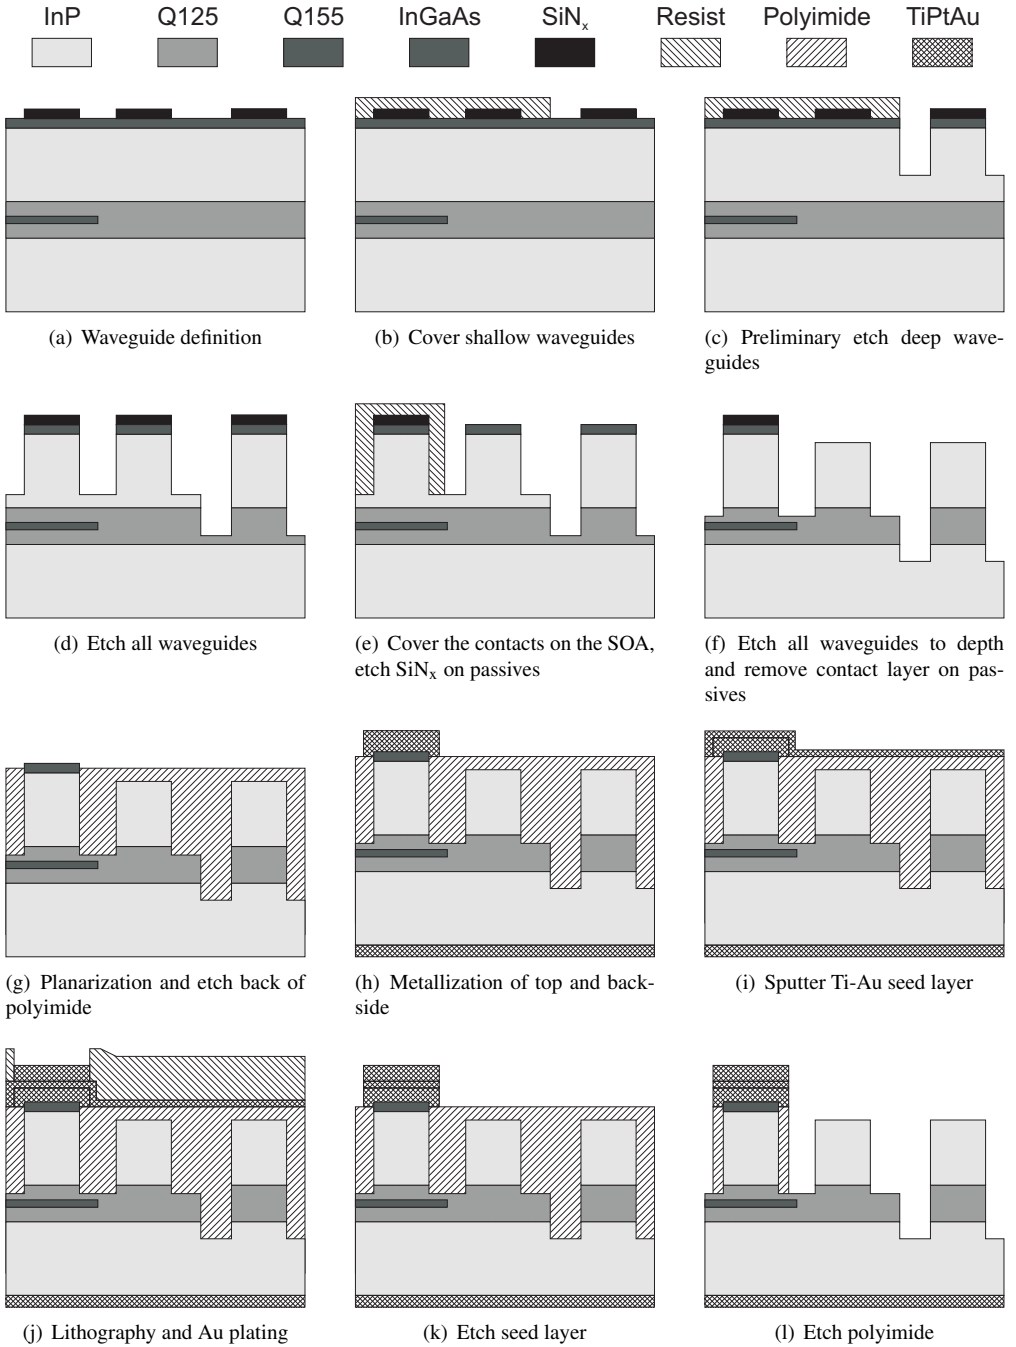 InP Q125 Q155 InGaAs SiNx Resist Polyimide TiPtAu
(a) Waveguide definition
(b) Cover shallow waveguides
(c) Preliminary etch deep wave-
guides
(d) Etch all waveguides
(e) Cover the contacts on the SOA,
etch SiNx on passives
(f) Etch all waveguides to depth
and remove contact layer on pas-
sives
(g) Planarization and etch back of
polyimide
(h) Metallization of top and back-
side
(i) Sputter Ti-Au seed layer
(j) Lithography and Au plating
(k) Etch seed layer
(l) Etch polyimide